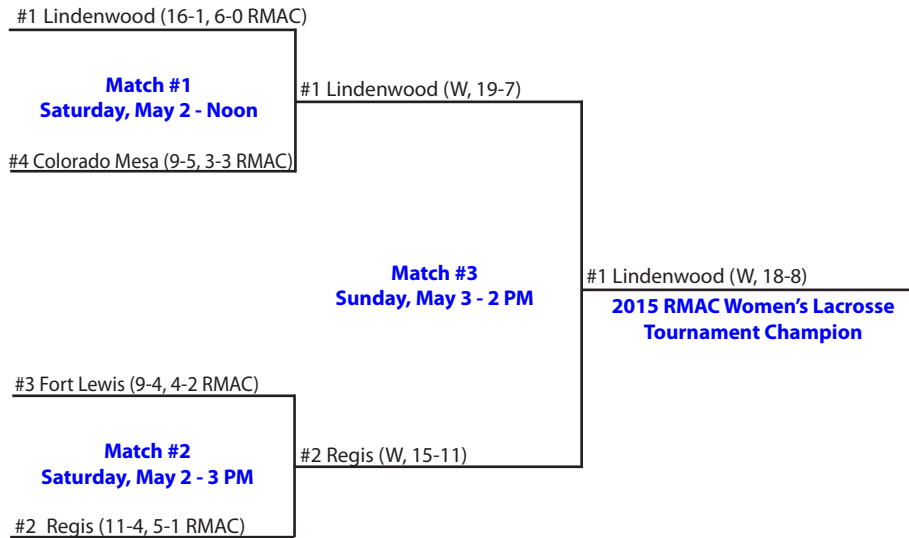 #1 Lindenwood (16-1, 6-0 RMAC)
Match #1
Saturday, May 2 - Noon
#1 Lindenwood (W, 19-7)
#4 Colorado Mesa (9-5, 3-3 RMAC)
Match #3
Sunday, May 3 - 2 PM
#1 Lindenwood (W, 18-8)
2015 RMAC Women’s Lacrosse
Tournament Champion
#3 Fort Lewis (9-4, 4-2 RMAC)
Match #2
Saturday, May 2 - 3 PM
#2 Regis (W, 15-11)
#2 Regis (11-4, 5-1 RMAC)